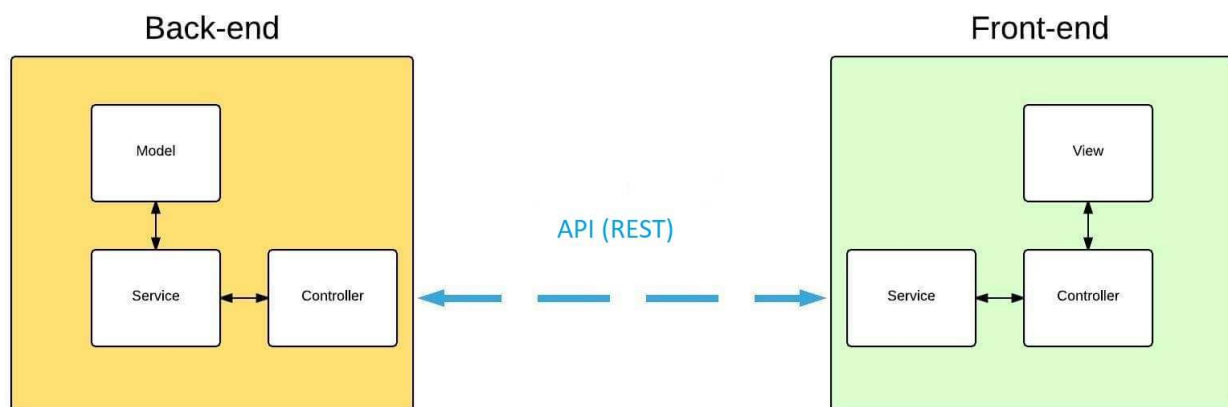 Back-end
Front-end
Model
View
API (REST)
Service
Controller
Service
Controller